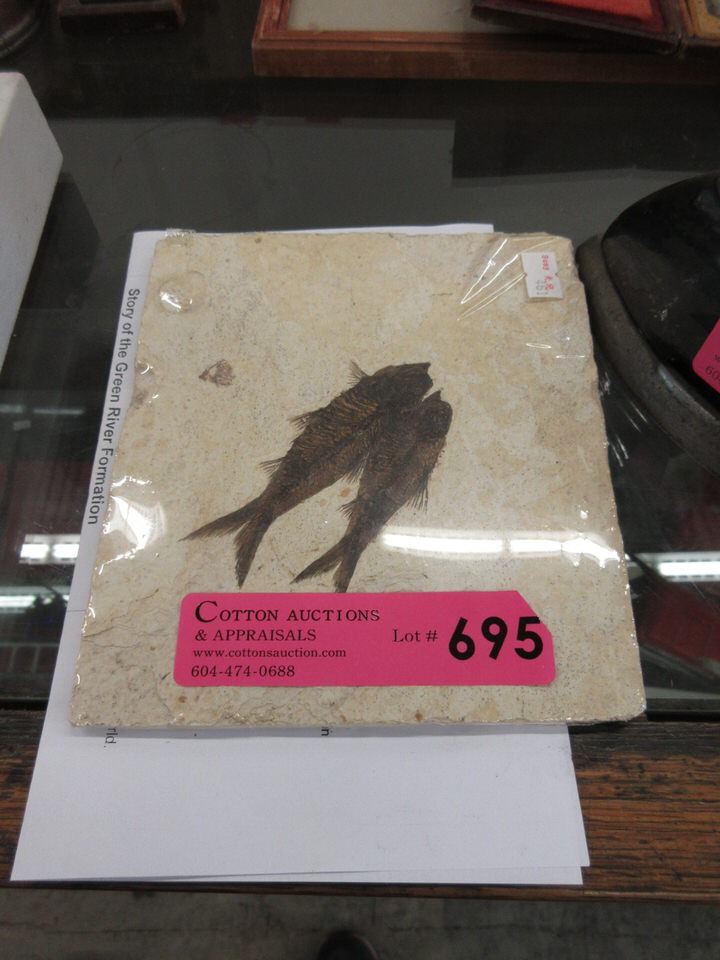 Story of the Green River Formation
COTTON AUCTIONS
& APPRAISALS
www.cottonsauction.com
604-474-0688
Lot # 695